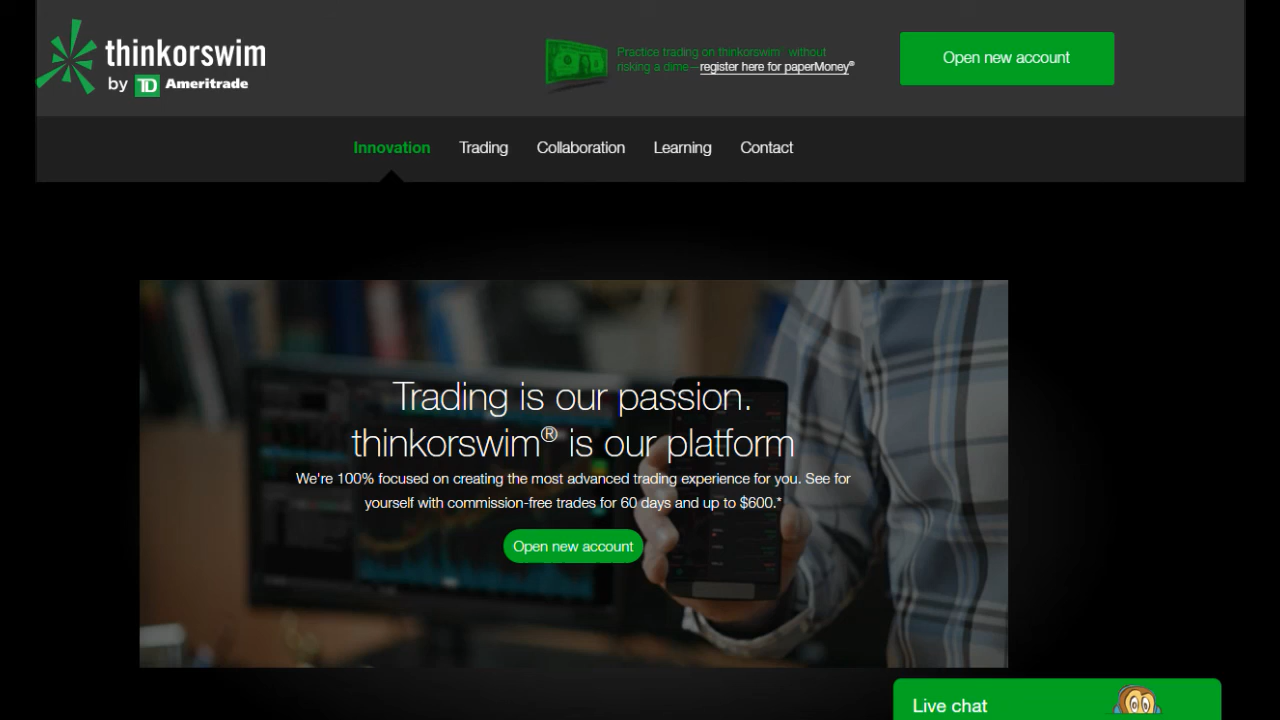 thinkorswim
by TD Ameritrade
Practice trading on thinkorswim without
risking a dime—register here for paperMoney®
Open new account
Innovation
Trading
Collaboration
Learning
Contact
Trading is our passion.
thinkorswim® is our platform
We're 100% focused on creating the most advanced trading experience for you. See for
yourself with commission-free trades for 60 days and up to $600.*
Open new account
Live chat